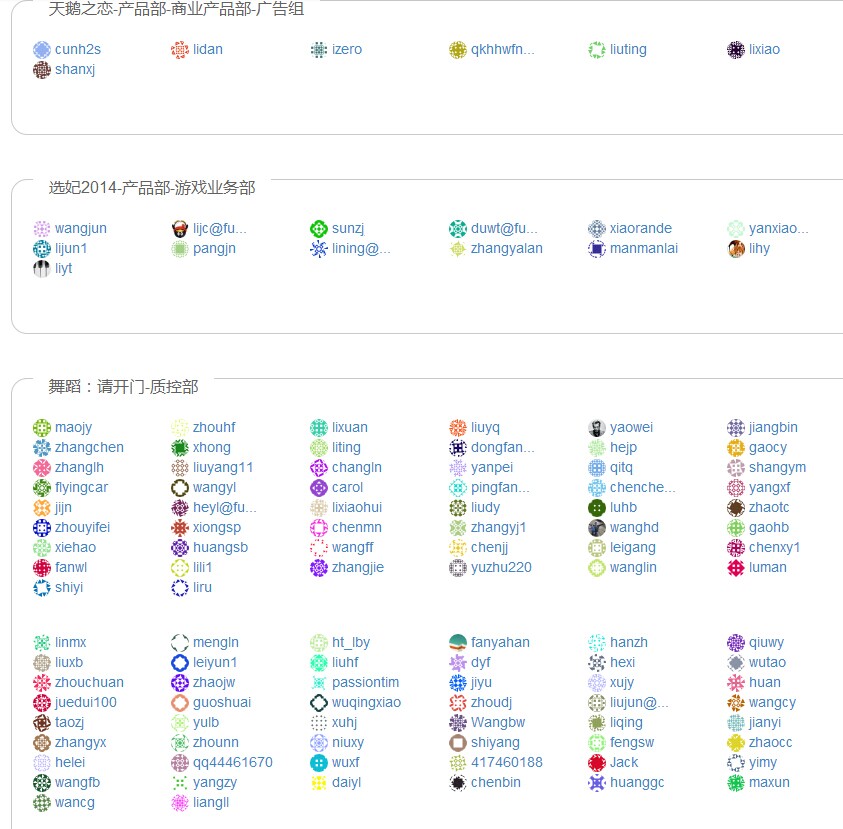 天鹅之恋-产品部-商业产品部-广告组
cunh2s lidan izero qkhhwfn... liuting lixiao
shanxj
选妃2014-产品部-游戏业务部
wangjun lijc@fu... sunzj duwt@fu... xiaorande yanxiao...
lijun1 pangjn lining@... zhangyalan manmanlai lihy
liyt
舞蹈：请开门-质控部
maojy zhouhf lixuan liuyq yaowei jiangbin
zhangchen xhong liting dongfan... hejp gaocy
zhanglh liuyang11 changln yanpei qitq shangym
flyingcar wangyl carol pingfan... chenche... yangxf
jijn heyl@fu... lixiaohui liudy luhb zhaotc
zhouyifei xiongsp chenmn zhangyj1 wanghd gaohb
xiehao huangsb wangff chenjj leigang chenxy1
fanwl lili1 zhangjie yuzhu220 wanglin luman
shiyi liru
linmx mengln ht_lby fanyahan hanzh qiuwy
liuxb leiyun1 liuhf dyf hexi wutao
zhouchuan zhaojw passiontim jiyu xujy huan
juedui100 guoshuai wuqingxiao zhoudj liujun@... wangcy
taozj yulb xuhj Wangbw liqing jianyi
zhangyx zhounn niuxy shiyang fengsw zhaocc
helei qq44461670 wuxf 417460188 Jack yimy
wangfb yangzy daiyl chenbin huanggc maxun
wancg liangll